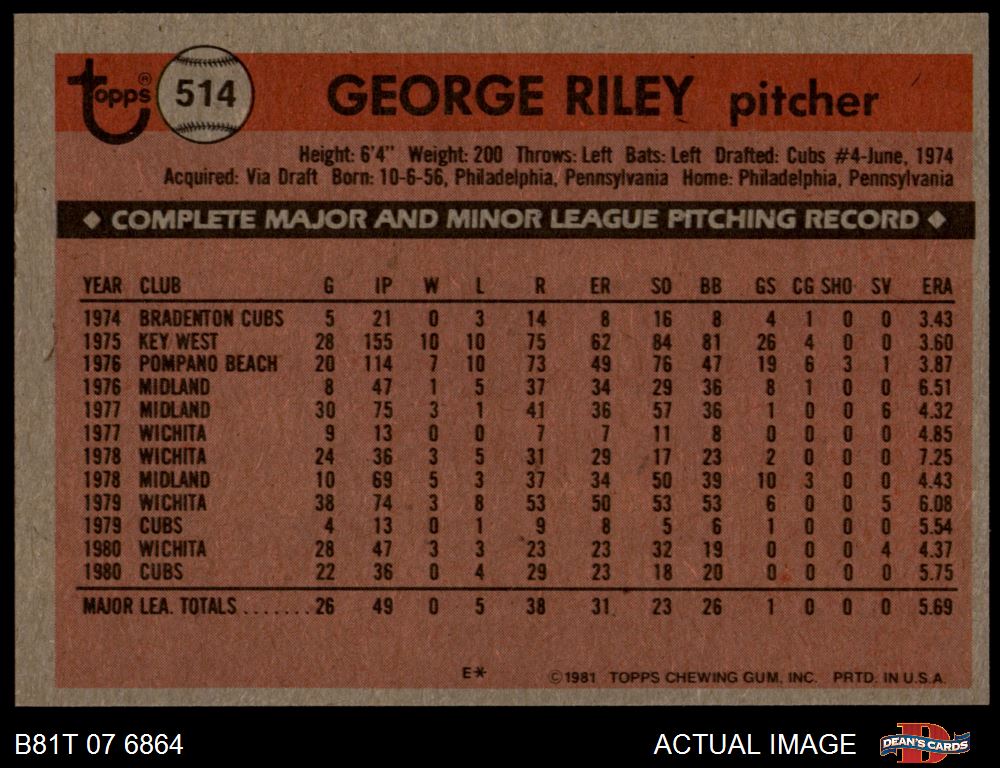 Topps® 514 GEORGE RILEY pitcher
Height: 6'4" Weight: 200 Throws: Left Bats: Left Drafted: Cubs #4-June, 1974
Acquired: Via Draft Born: 10-6-56, Philadelphia, Pennsylvania Home: Philadelphia, Pennsylvania
◆ COMPLETE MAJOR AND MINOR LEAGUE PITCHING RECORD ◆
YEAR CLUB G IP W L R ER SO BB GS CG SHO SV ERA
1974 BRADENTON CUBS 5 21 0 3 14 8 16 8 4 1 0 0 3.43
1975 KEY WEST 28 155 10 10 75 62 84 81 26 4 0 0 3.60
1976 POMPANO BEACH 20 114 7 10 73 49 76 47 19 6 3 1 3.87
1976 MIDLAND 8 47 1 5 37 34 29 36 8 1 0 0 6.51
1977 MIDLAND 30 75 3 1 41 36 57 36 1 0 0 6 4.32
1977 WICHITA 9 13 0 0 7 7 11 8 0 0 0 0 4.85
1978 WICHITA 24 36 3 5 31 29 17 23 2 0 0 0 7.25
1978 MIDLAND 10 69 5 3 37 34 50 39 10 3 0 0 4.43
1979 WICHITA 38 74 3 8 53 50 53 53 6 0 0 5 6.08
1979 CUBS 4 13 0 1 9 8 5 6 1 0 0 0 5.54
1980 WICHITA 28 47 3 3 23 23 32 19 0 0 0 4 4.37
1980 CUBS 22 36 0 4 29 23 18 20 0 0 0 0 5.75
MAJOR LEA. TOTALS.......26 49 0 5 38 31 23 26 1 0 0 0 5.69
E* ©1981 TOPPS CHEWING GUM, INC. PRTD. IN U.S.A.
B81T 07 6864 ACTUAL IMAGE DEAN'S CARDS